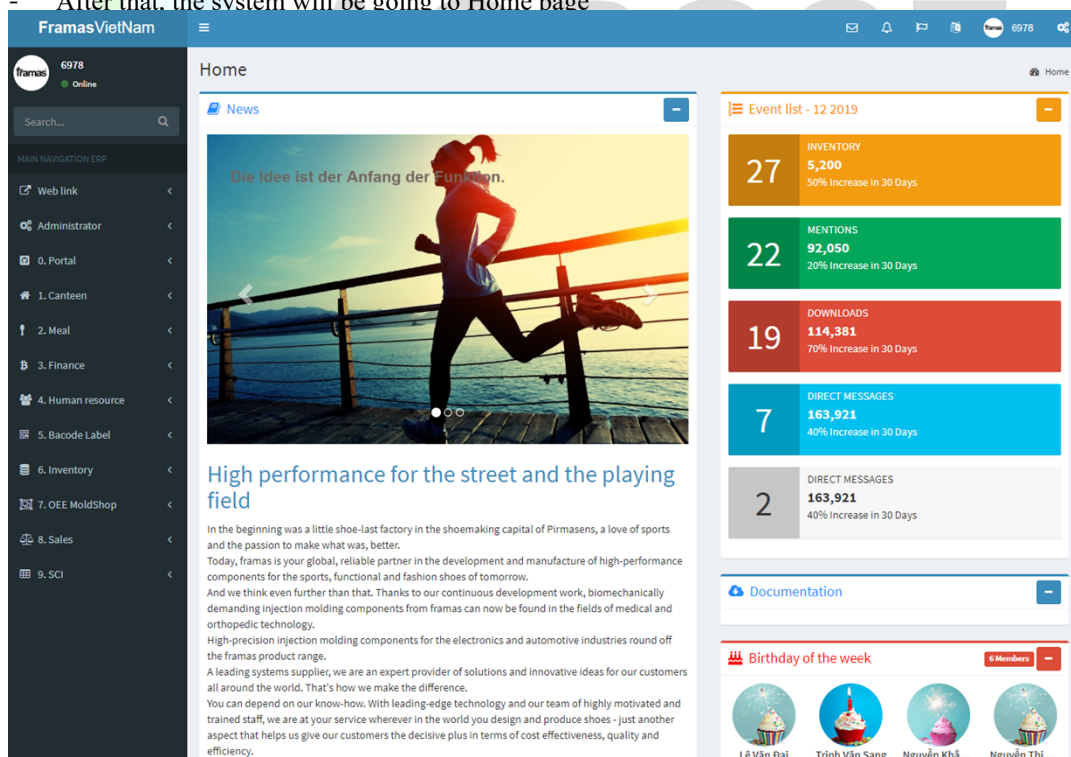 - After that, the system will be going to Home page
FramasVietNam
6978
framas
6978
Online
Home
Home
Search...
MAIN NAVIGATION ERP
Web link
Administrator
0. Portal
1. Canteen
2. Meal
3. Finance
4. Human resource
5. Bacode Label
6. Inventory
7. OEE MoldShop
8. Sales
9. SCI
News
Die Idee ist der Anfang der Funktion.
High performance for the street and the playing
field
In the beginning was a little shoe-last factory in the shoemaking capital of Pirmasens, a love of sports
and the passion to make what was, better.
Today, framas is your global, reliable partner in the development and manufacture of high-performance
components for the sports, functional and fashion shoes of tomorrow.
And we think even further than that. Thanks to our continuous development work, biomechanically
demanding injection molding components from framas can now be found in the fields of medical and
orthopedic technology.
High-precision injection molding components for the electronics and automotive industries round off
the framas product range.
A leading systems supplier, we are an expert provider of solutions and innovative ideas for our customers
all around the world. That's how we make the difference.
You can depend on our know-how. With leading-edge technology and our team of highly motivated and
trained staff, we are at your service wherever in the world you design and produce shoes - just another
aspect that helps us give our customers the decisive plus in terms of cost effectiveness, quality and
efficiency.
Event list - 12 2019
27
INVENTORY
5,200
50% Increase in 30 Days
22
MENTIONS
92,050
20% Increase in 30 Days
19
DOWNLOADS
114,381
70% Increase in 30 Days
7
DIRECT MESSAGES
163,921
40% Increase in 30 Days
2
DIRECT MESSAGES
163,921
40% Increase in 30 Days
Documentation
Birthday of the week
6 Members
Lê Văn Đại Trịnh Văn Sang Nguyễn Khắ... Nguyễn Thị